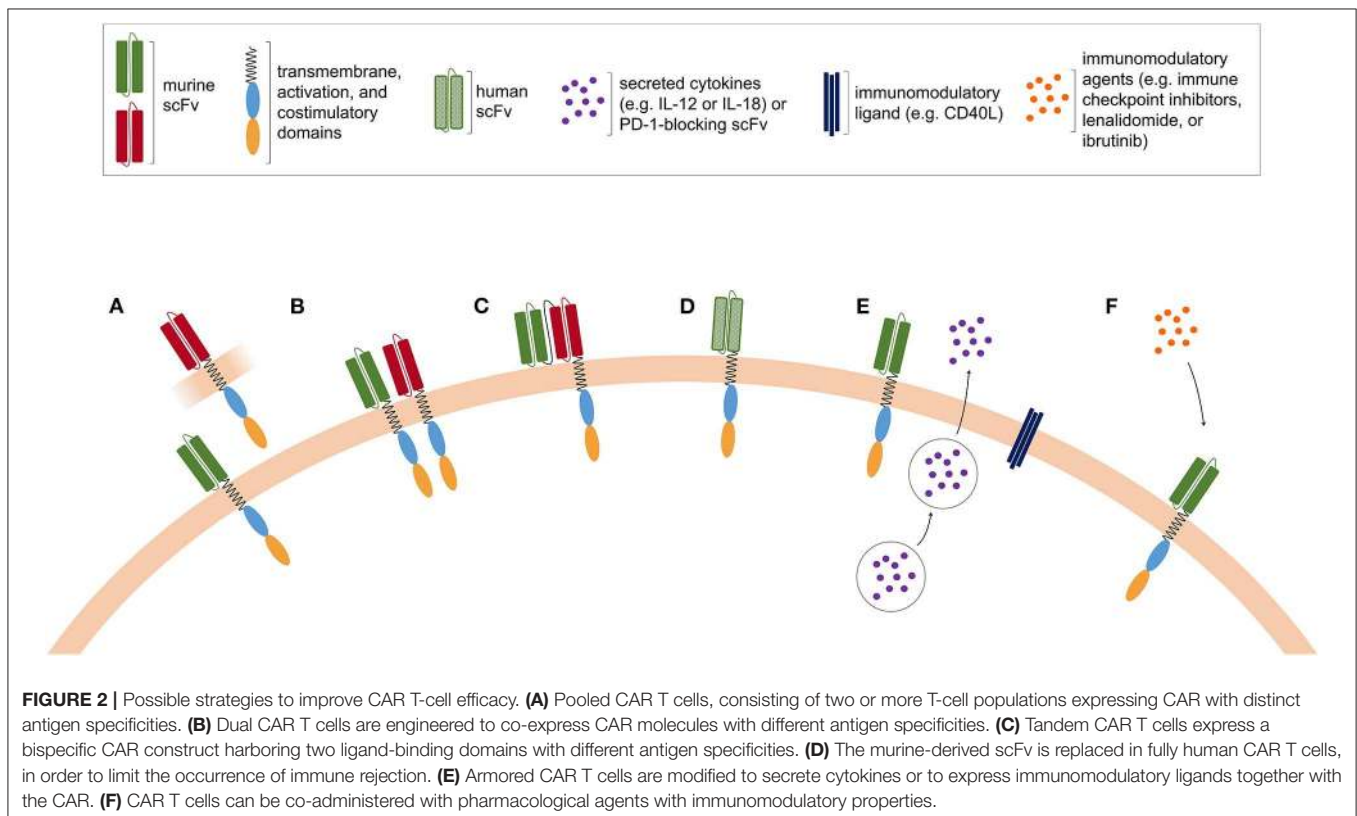 murine
scFv
transmembrane,
activation, and
costimulatory
domains
human
scFv
secreted cytokines
(e.g. IL-12 or IL-18) or
PD-1-blocking scFv
immunomodulatory
ligand (e.g. CD40L)
immunomodulatory
agents (e.g. immune
checkpoint inhibitors,
lenalidomide, or
ibrutinib)
A
B
C
D
E
F
FIGURE 2 | Possible strategies to improve CAR T-cell efficacy. (A) Pooled CAR T cells, consisting of two or more T-cell populations expressing CAR with distinct
antigen specificities. (B) Dual CAR T cells are engineered to co-express CAR molecules with different antigen specificities. (C) Tandem CAR T cells express a
bispecific CAR construct harboring two ligand-binding domains with different antigen specificities. (D) The murine-derived scFv is replaced in fully human CAR T cells,
in order to limit the occurrence of immune rejection. (E) Armored CAR T cells are modified to secrete cytokines or to express immunomodulatory ligands together with
the CAR. (F) CAR T cells can be co-administered with pharmacological agents with immunomodulatory properties.